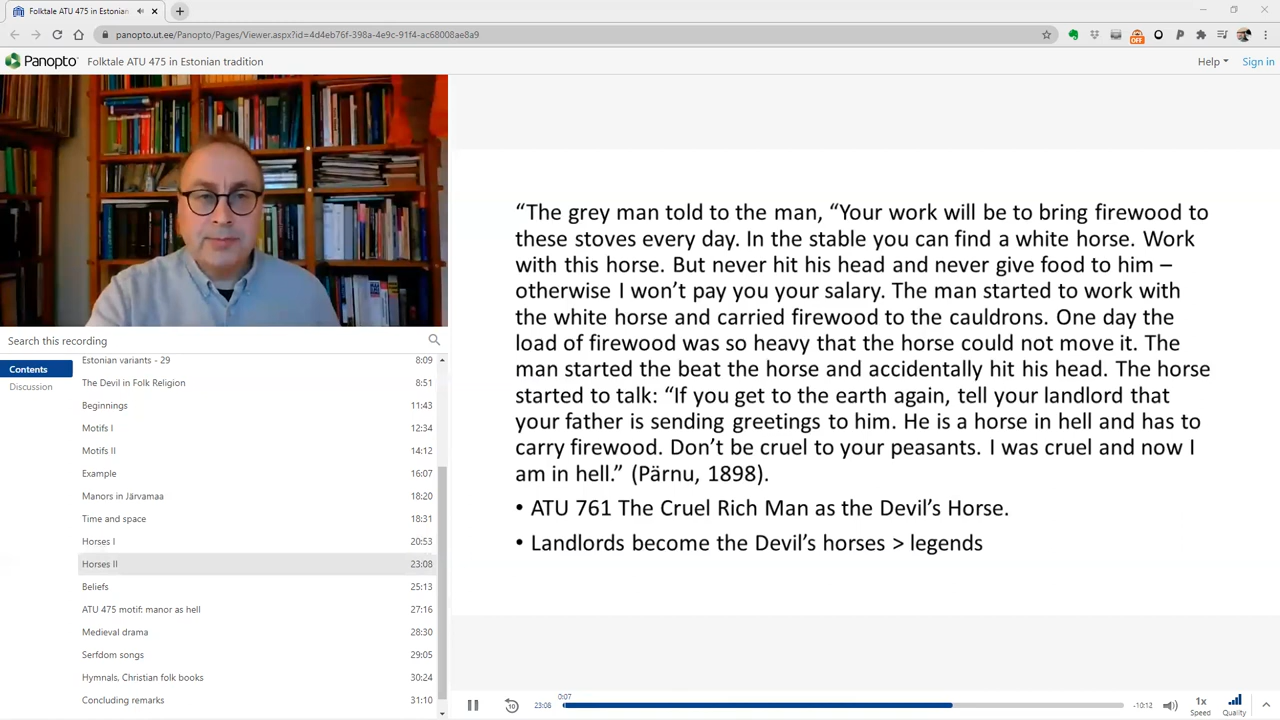 Folktale ATU 475 in Estonian
panopto.ut.ee/Panopto/Pages/Viewer.aspx?id=4d4eb76f-398a-4e9c-91f4-ac68008ae8a9
Panopto Folktale ATU 475 in Estonian tradition
Help
Sign in
Search this recording
Contents
Discussion
Estonian variants - 29 8:09
The Devil in Folk Religion 8:51
Beginnings 11:43
Motifs I 12:34
Motifs II 14:12
Example 16:07
Manors in Järvamaa 18:20
Time and space 18:31
Horses I 20:53
Horses II 23:08
Beliefs 25:13
ATU 475 motif: manor as hell 27:16
Medieval drama 28:30
Serfdom songs 29:05
Hymnals, Christian folk books 30:24
Concluding remarks 31:10
“The grey man told to the man, “Your work will be to bring firewood to
these stoves every day. In the stable you can find a white horse. Work
with this horse. But never hit his head and never give food to him –
otherwise I won’t pay you your salary. The man started to work with
the white horse and carried firewood to the cauldrons. One day the
load of firewood was so heavy that the horse could not move it. The
man started the beat the horse and accidentally hit his head. The horse
started to talk: “If you get to the earth again, tell your landlord that
your father is sending greetings to him. He is a horse in hell and has to
carry firewood. Don’t be cruel to your peasants. I was cruel and now I
am in hell.” (Pärnu, 1898).
• ATU 761 The Cruel Rich Man as the Devil’s Horse.
• Landlords become the Devil’s horses > legends
0:07
10
23:08
-10:12
1x
Speed
Quality